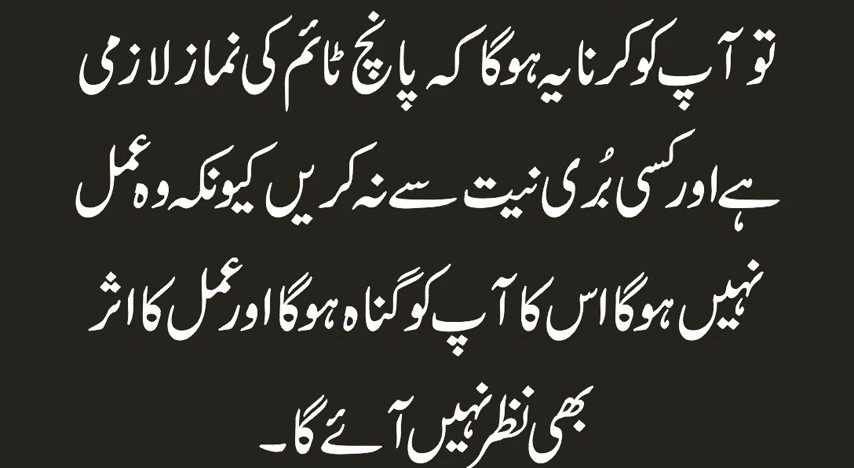 تو آپ کو کرنا یہ ہوگا کہ پانچ ٹائم کی نماز لازمی
ہے اور کسی بُری نیت سے نہ کریں کیونکہ وہ عمل
نہیں ہوگا اس کا آپ کو گناہ ہوگا اور عمل کا اثر
بھی نظر نہیں آئے گا۔